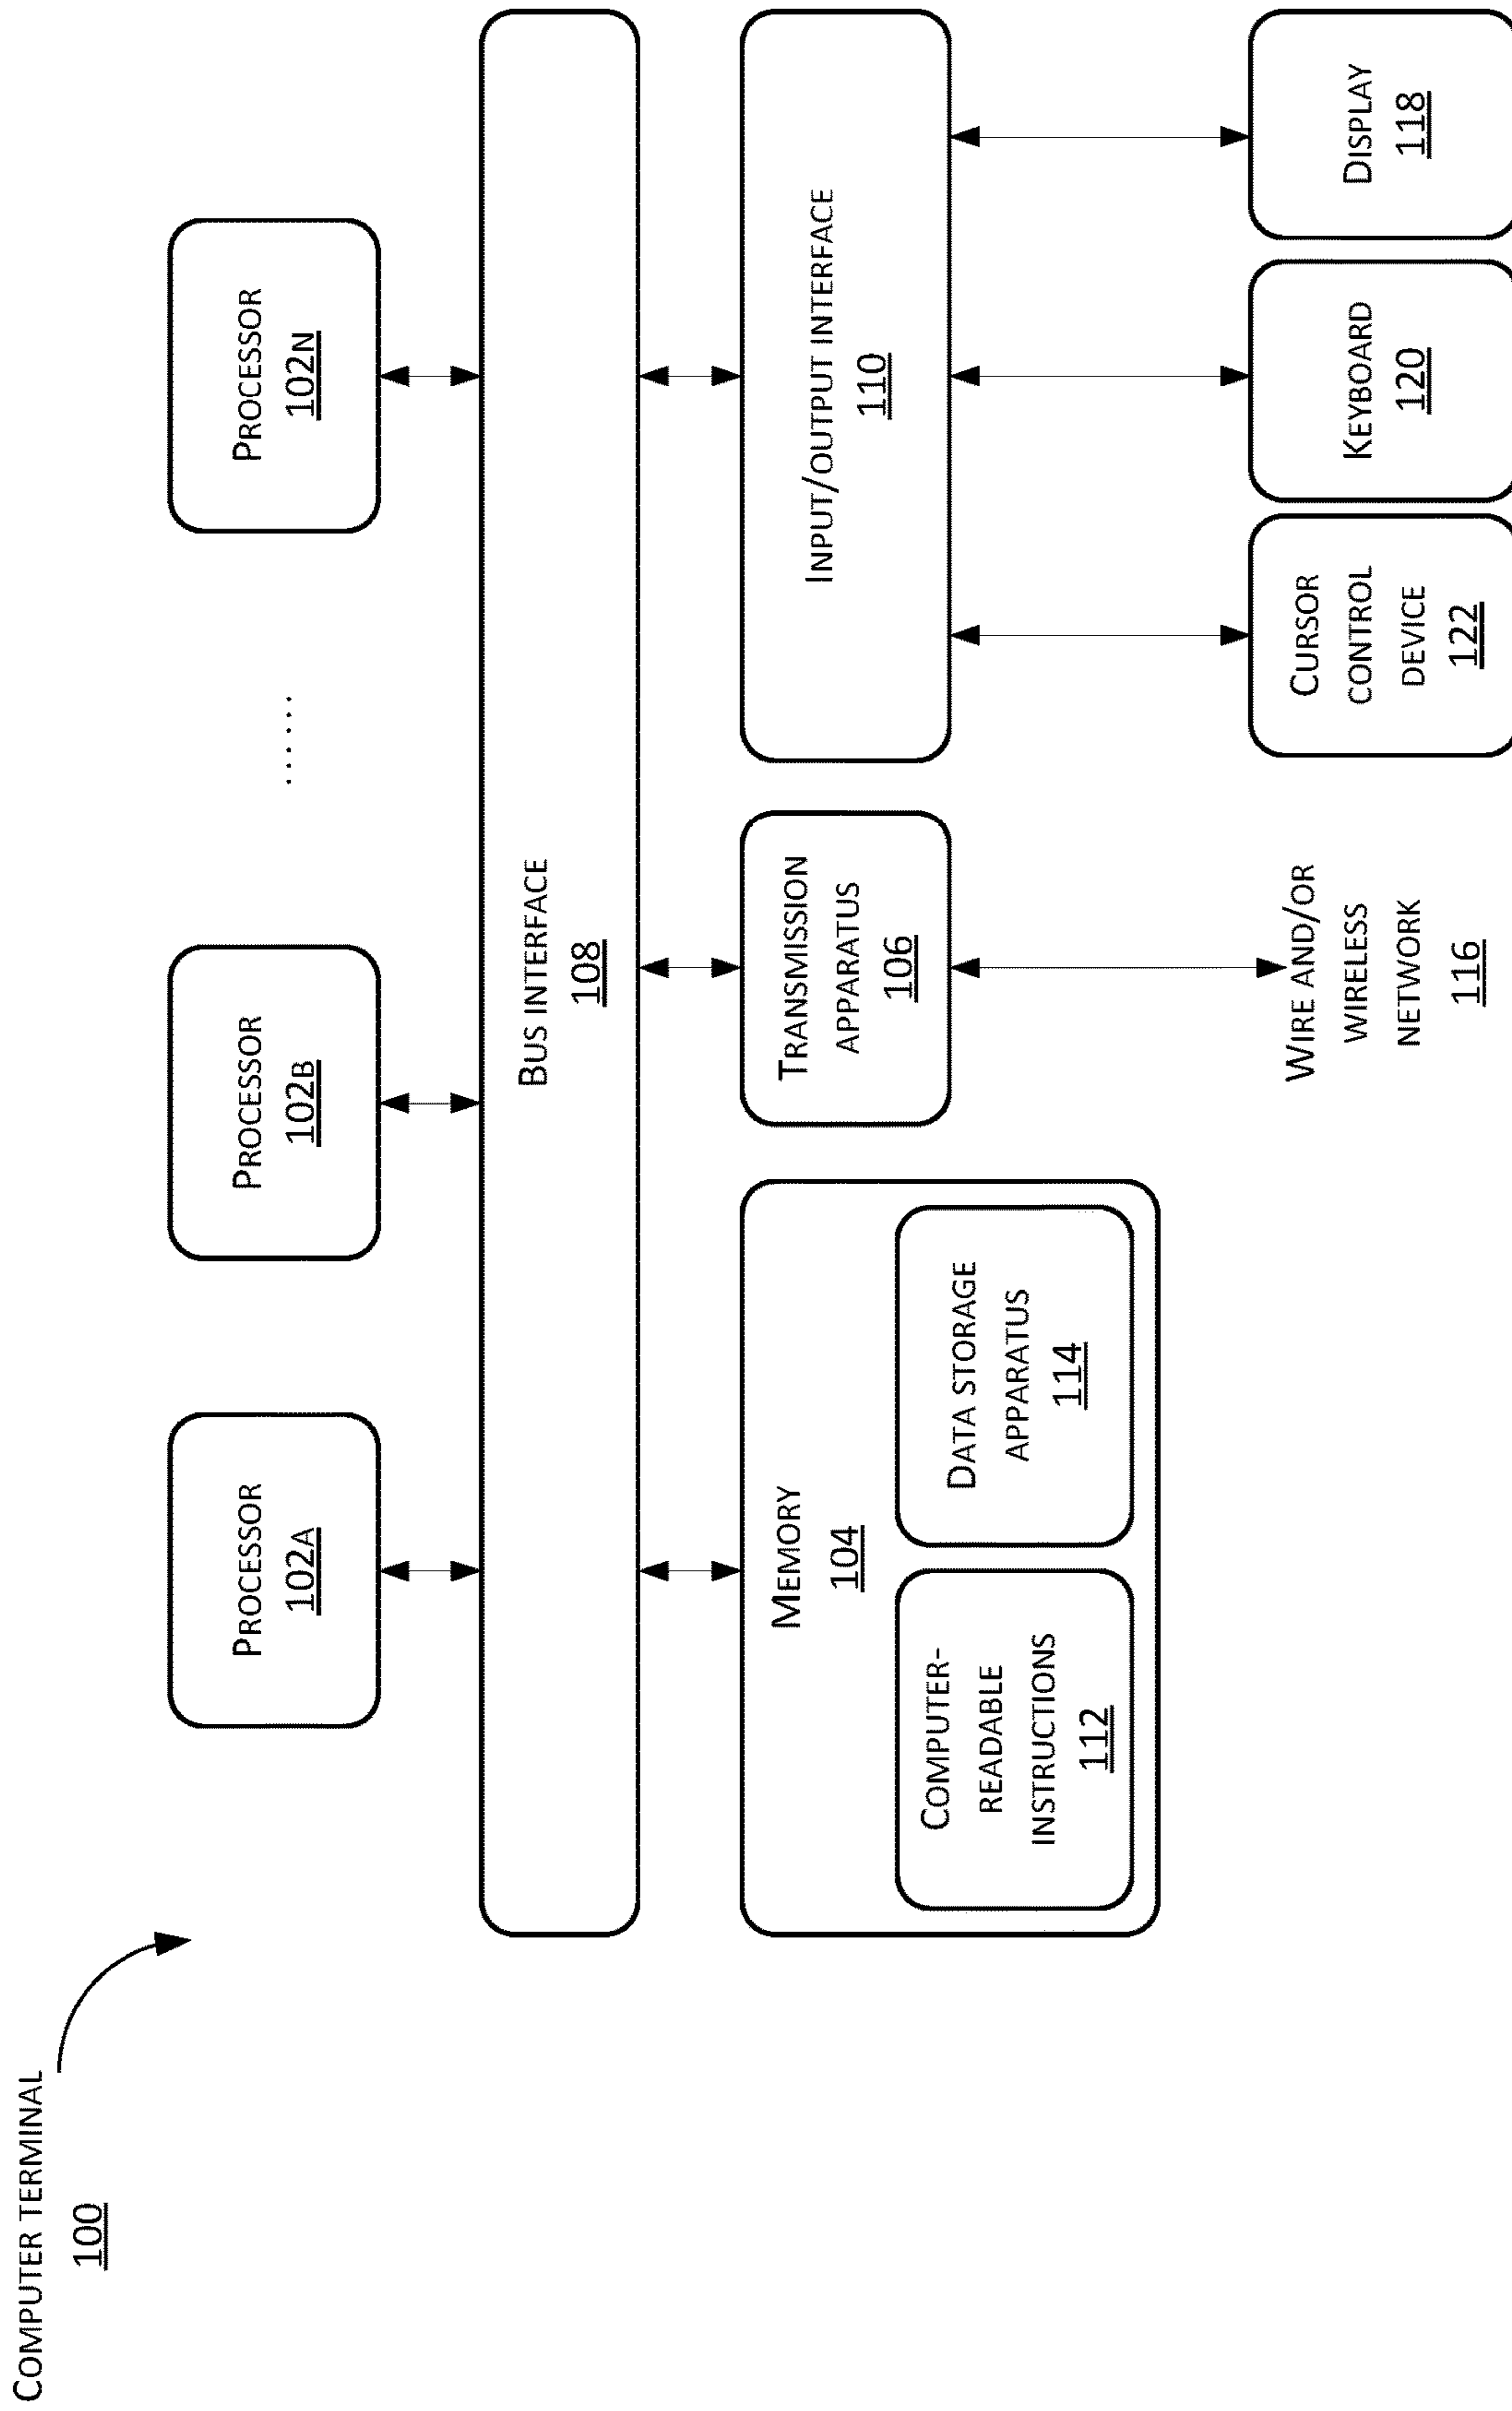 COMPUTER TERMINAL
100
PROCESSOR
102A
PROCESSOR
102B
......
PROCESSOR
102N
BUS INTERFACE
108
MEMORY
104
COMPUTER-
READABLE
INSTRUCTIONS
112
DATA STORAGE
APPARATUS
114
TRANSMISSION
APPARATUS
106
INPUT/OUTPUT INTERFACE
110
WIRE AND/OR
WIRELESS
NETWORK
116
CURSOR
CONTROL
DEVICE
122
KEYBOARD
120
DISPLAY
118